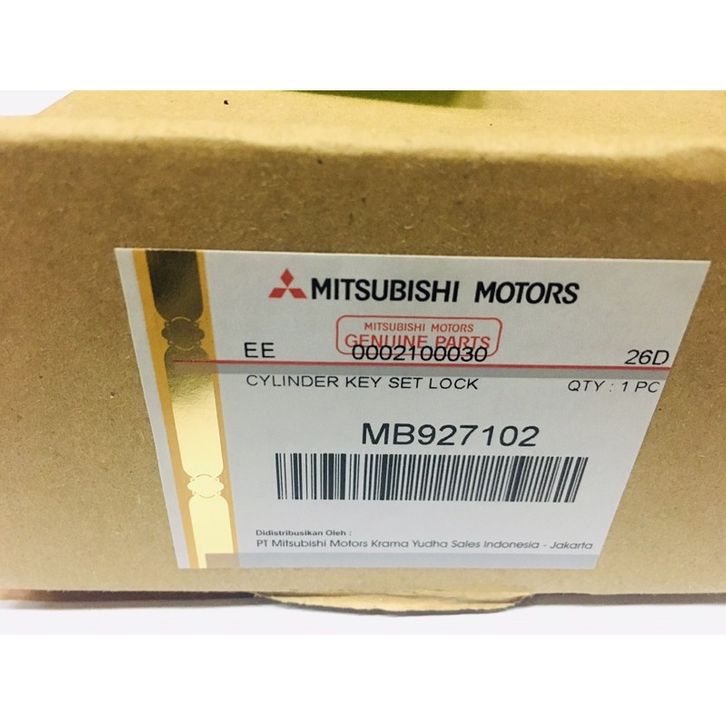 MITSUBISHI MOTORS
MITSUBISHI MOTORS
GENUINE PARTS
EE 0002100030 26D
CYLINDER KEY SET LOCK QTY : 1 PC
MB927102
Didistribusikan Oleh :
PT Mitsubishi Motors Krama Yudha Sales Indonesia - Jakarta